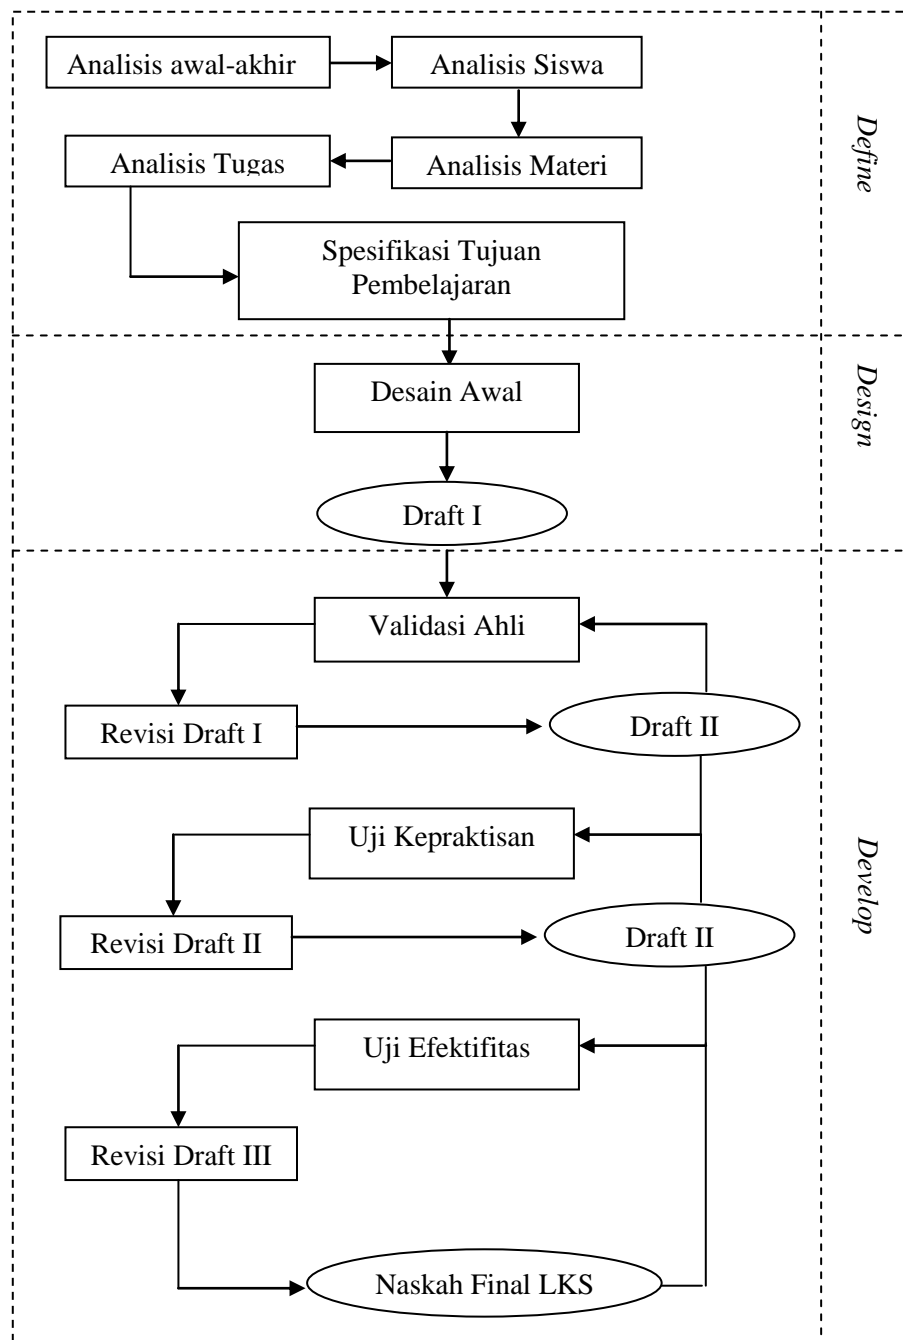 Analisis awal-akhir
Analisis Siswa
Analisis Tugas
Analisis Materi
Spesifikasi Tujuan
Pembelajaran
Define
Desain Awal
Draft I
Design
Validasi Ahli
Revisi Draft I
Draft II
Uji Kepraktisan
Revisi Draft II
Draft II
Uji Efektifitas
Revisi Draft III
Naskah Final LKS
Develop